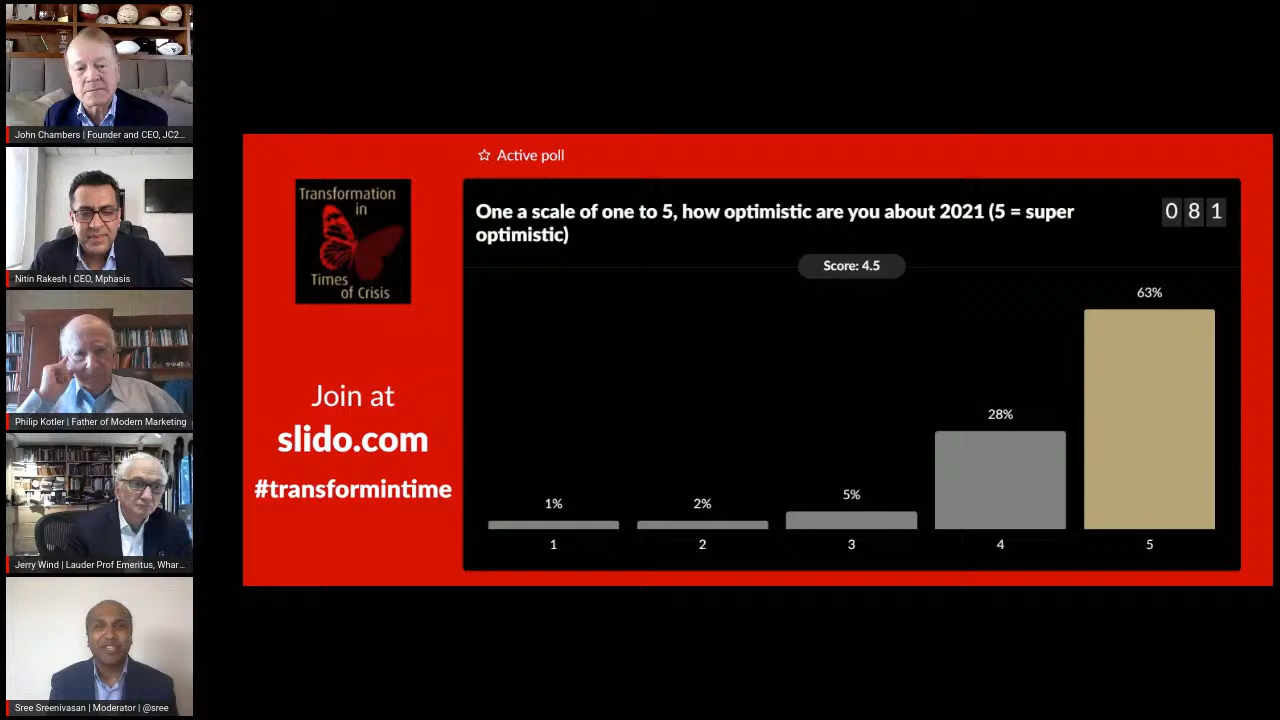 John Chambers | Founder and CEO, JC2...
Nitin Rakesh | CEO, Mphasis
Philip Kotler | Father of Modern Marketing
Jerry Wind | Lauder Prof Emeritus, Whar...
Sree Sreenivasan | Moderator | @sree
Transformation
in
Times
of Crisis
Join at
slido.com
#transformintime
Active poll
One a scale of one to 5, how optimistic are you about 2021 (5 = super
optimistic)
081
Score: 4.5
1%
2%
5%
28%
63%
1
2
3
4
5